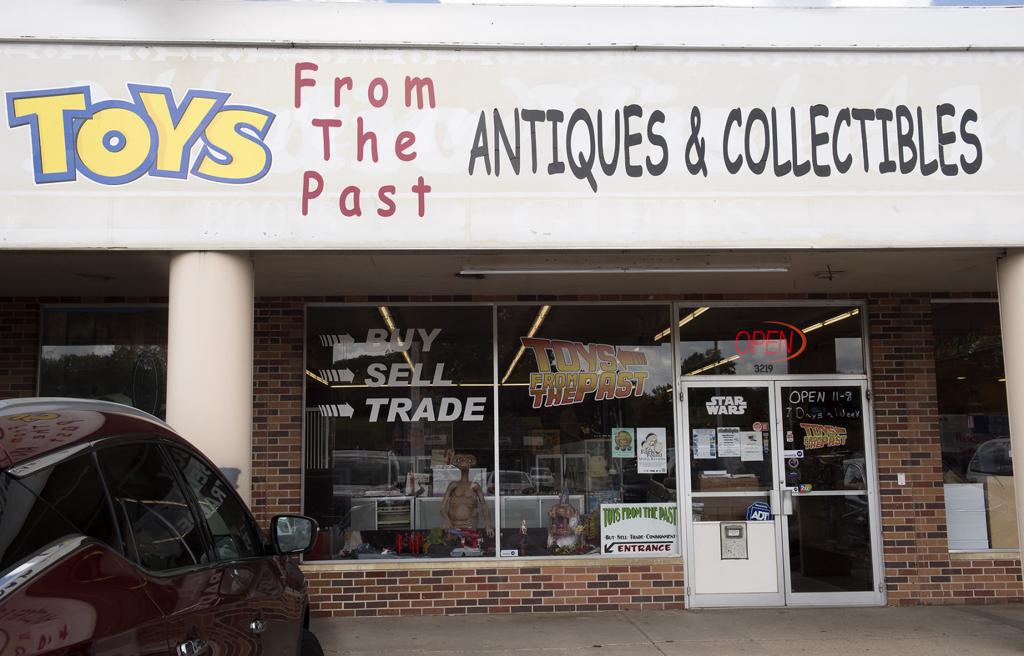 TOYS
From
The
Past
ANTIQUES & COLLECTIBLES
BUY
SELL
TRADE
TOYS
FROM THE PAST
OPEN
3219
STAR
WARS
OPEN 11-8
7 Days a Week
TOYS
FROM THE PAST
TOYS FROM THE PAST
Buy · Sell · Trade · Consignment
ENTRANCE
ADT